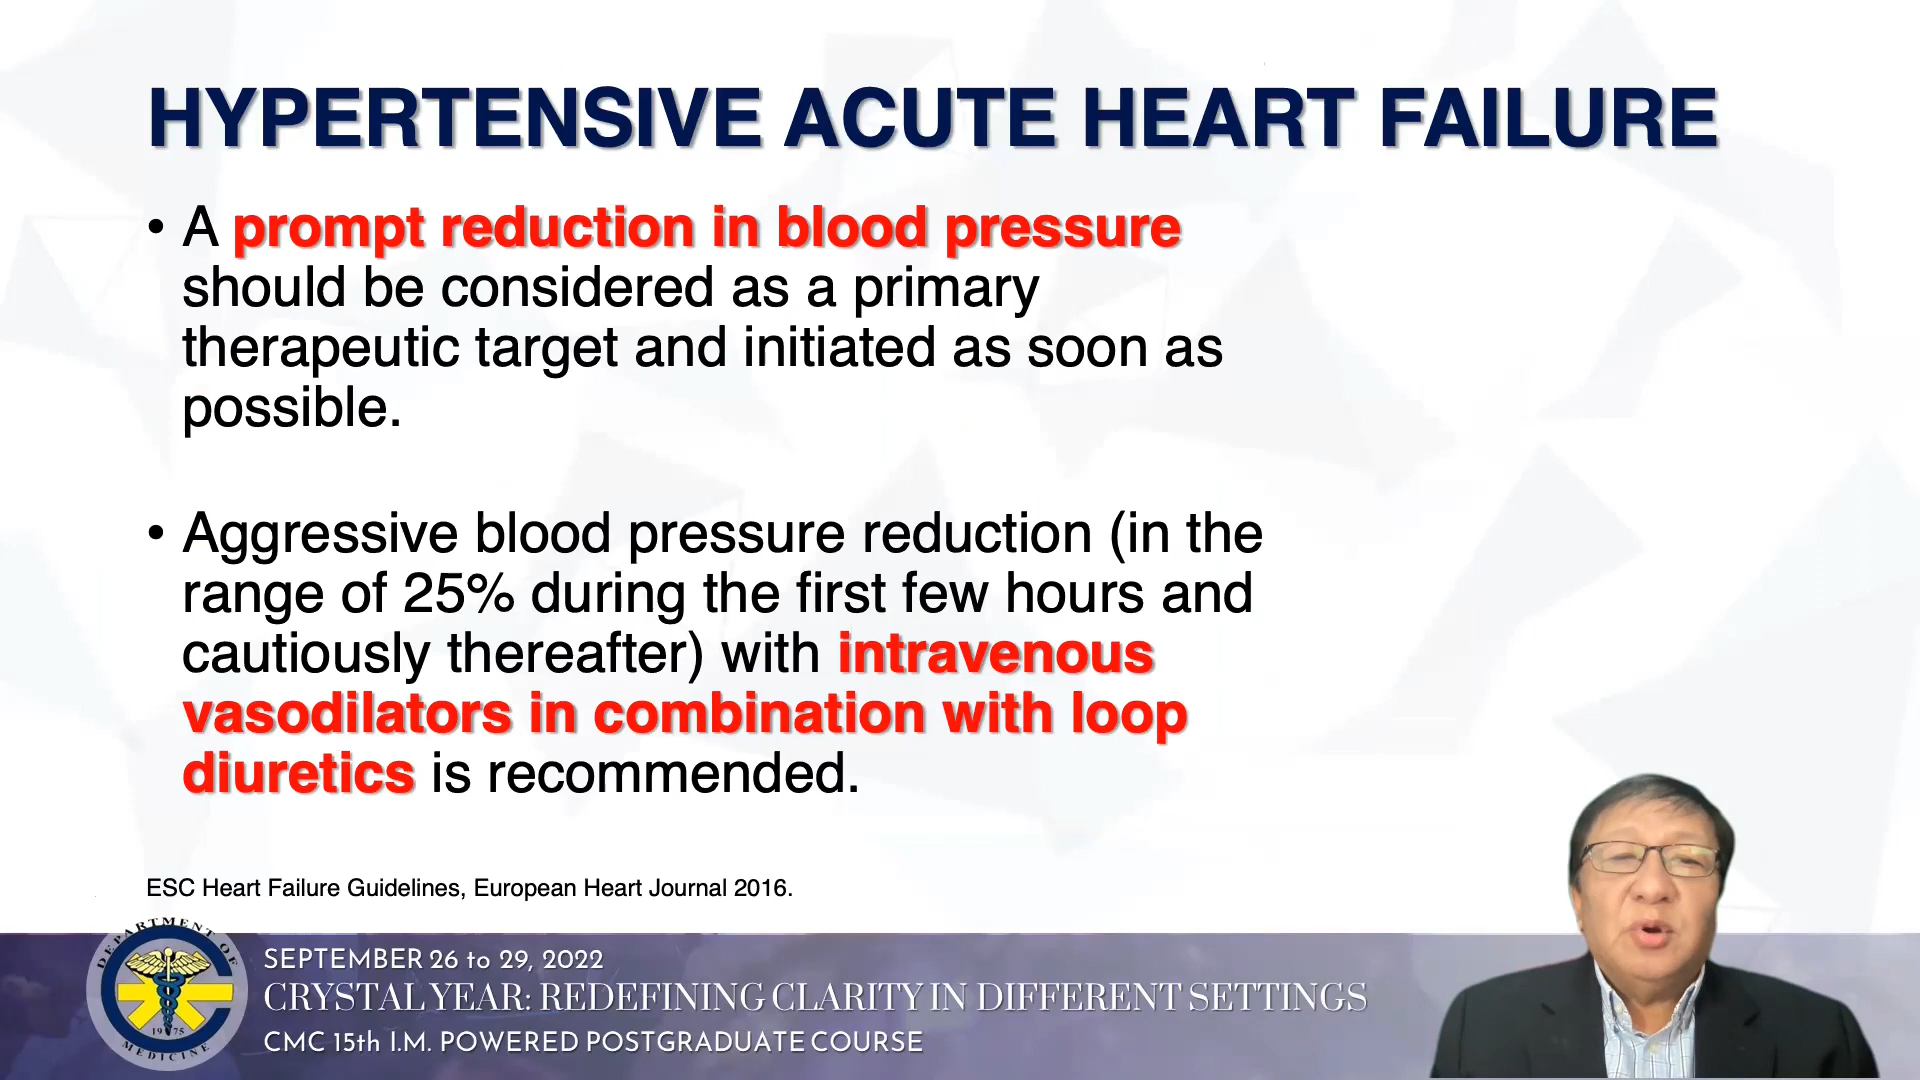 HYPERTENSIVE ACUTE HEART FAILURE
• A prompt reduction in blood pressure
should be considered as a primary
therapeutic target and initiated as soon as
possible.
• Aggressive blood pressure reduction (in the
range of 25% during the first few hours and
cautiously thereafter) with intravenous
vasodilators in combination with loop
diuretics is recommended.
ESC Heart Failure Guidelines, European Heart Journal 2016.
DEPARTMENT OF
1975
MEDICINE
SEPTEMBER 26 to 29, 2022
CRYSTAL YEAR: REDEFINING CLARITY IN DIFFERENT SETTINGS
CMC 15th I.M. POWERED POSTGRADUATE COURSE